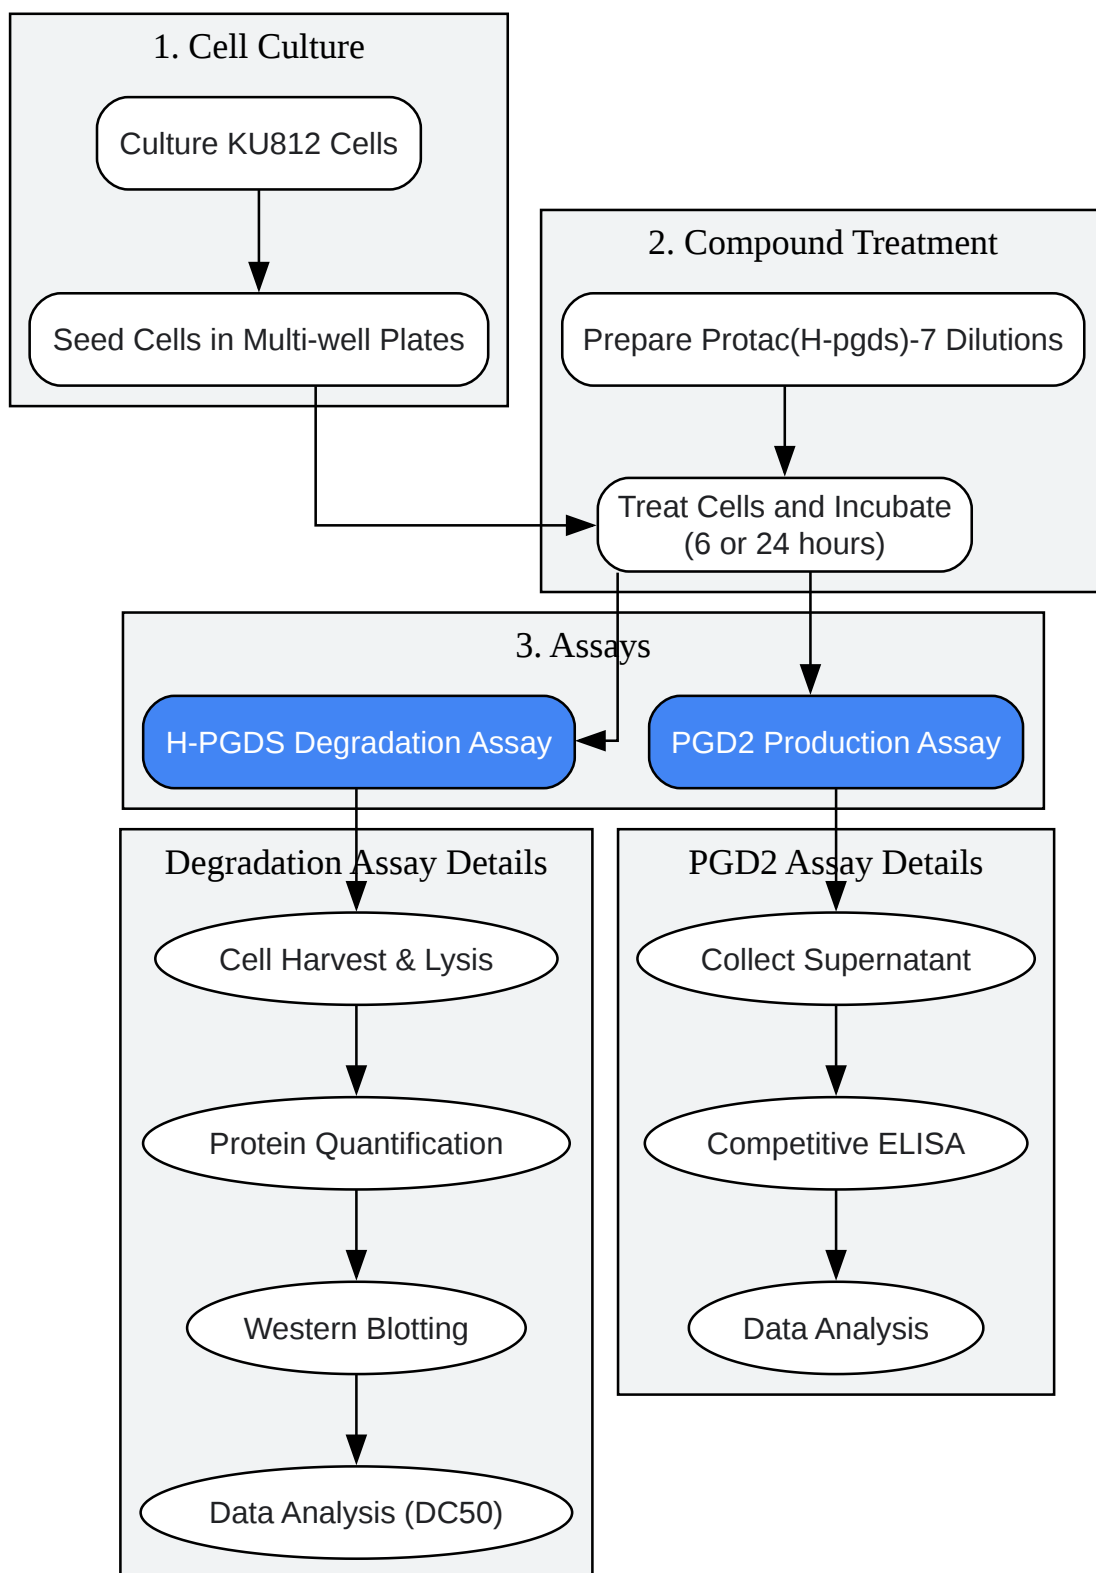 1. Cell Culture
Culture KU812 Cells
Seed Cells in Multi-well Plates
2. Compound Treatment
Prepare Protac(H-pgds)-7 Dilutions
Treat Cells and Incubate
(6 or 24 hours)
3. Assays
H-PGDS Degradation Assay
PGD2 Production Assay
Degradation Assay Details
Cell Harvest & Lysis
Protein Quantification
Western Blotting
Data Analysis (DC50)
PGD2 Assay Details
Collect Supernatant
Competitive ELISA
Data Analysis